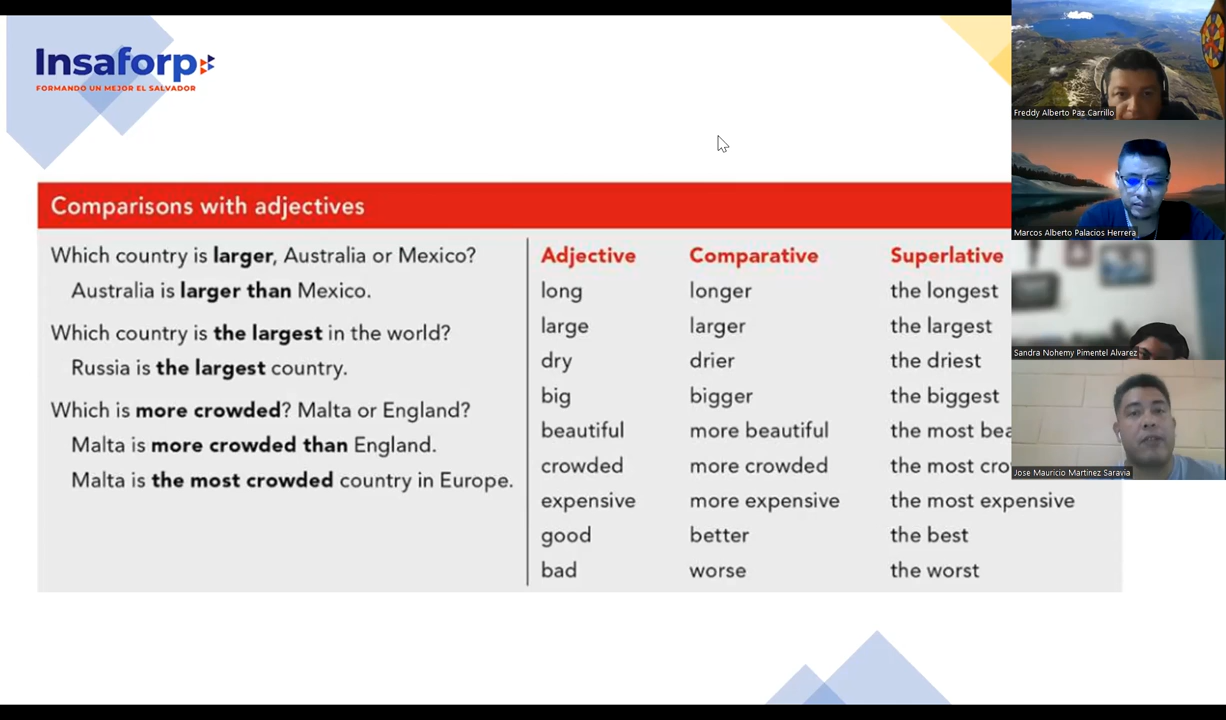 Insaforp
FORMANDO UN MEJOR EL SALVADOR
Comparisons with adjectives
Which country is larger, Australia or Mexico?
Australia is larger than Mexico.
Which country is the largest in the world?
Russia is the largest country.
Which is more crowded? Malta or England?
Malta is more crowded than England.
Malta is the most crowded country in Europe.
Adjective Comparative Superlative
long longer the longest
large larger the largest
dry drier the driest
big bigger the biggest
beautiful more beautiful the most
crowded more crowded the most
expensive more expensive the most expensive
good better the best
bad worse the worst
Freddy Alberto Paz Carrillo
Marcos Alberto Palacios Herrera
Sandra Nohemy Pimentel Alvarez
Jose Mauricio Martinez Saravia